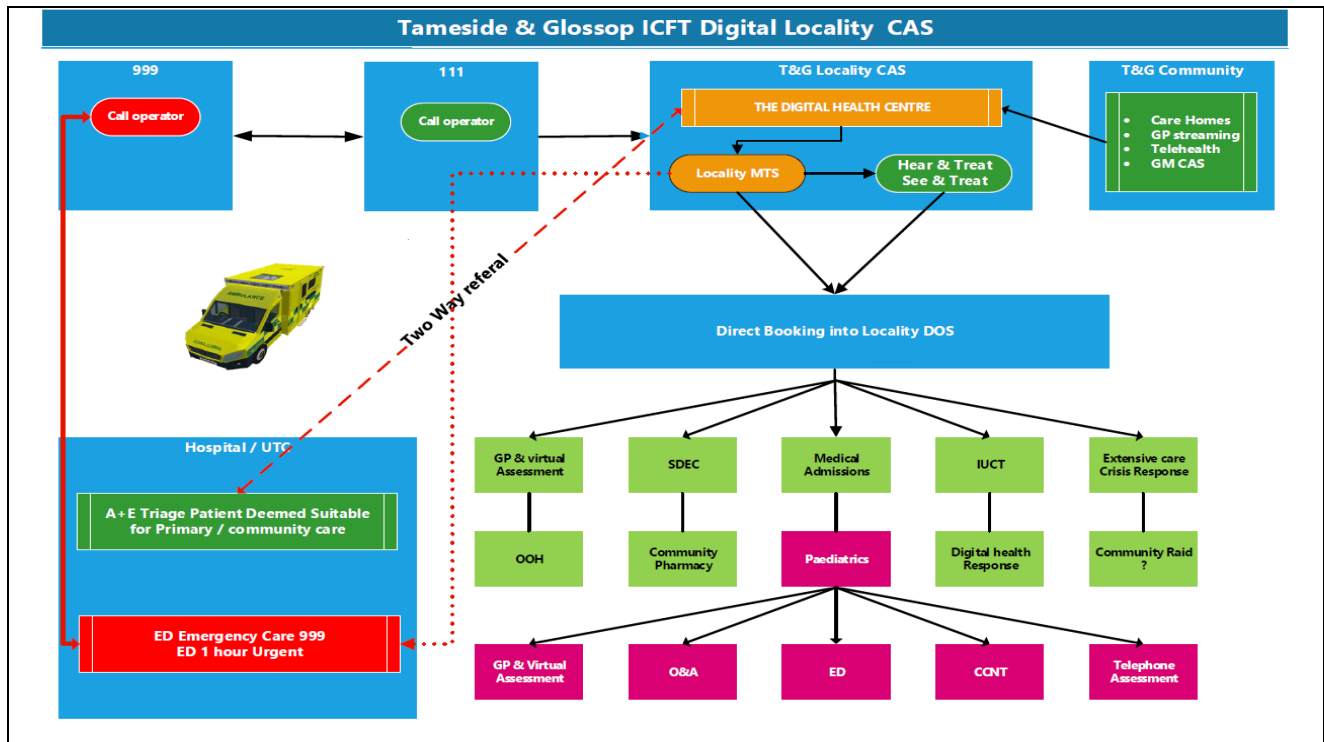 Tameside & Glossop ICFT Digital Locality CAS
999
Call operator
111
Call operator
T&G Locality CAS
THE DIGITAL HEALTH CENTRE
Locality MTS
Hear & Treat
See & Treat
T&G Community
• Care Homes
• GP streaming
• Telehealth
• GM CAS
Two Way referal
AMBULANCE
Direct Booking into Locality DOS
Hospital / UTC
A+E Triage Patient Deemed Suitable
for Primary / community care
ED Emergency Care 999
ED 1 hour Urgent
GP & virtual
Assessment
SDEC
Medical
Admissions
IUCT
Extensive care
Crisis Response
OOH
Community
Pharmacy
Paediatrics
Digital health
Response
Community Raid
?
GP & Virtual
Assessment
O&A
ED
CCNT
Telephone
Assessment